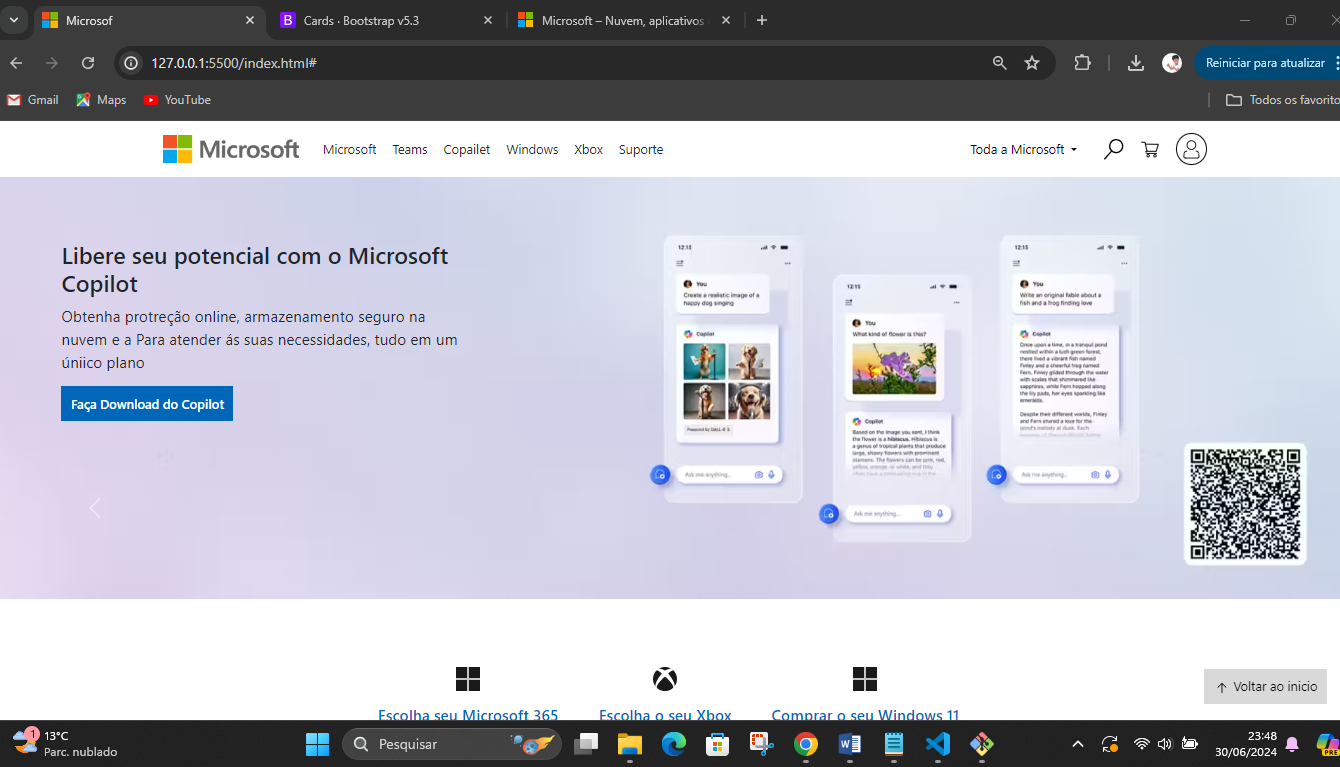 Microsof
Cards · Bootstrap v5.3
Microsoft – Nuvem, aplicativos
127.0.0.1:5500/index.html#
Reiniciar para atualizar
Gmail
Maps
YouTube
Todos os favorito
Microsoft
Microsoft
Teams
Copailet
Windows
Xbox
Suporte
Toda a Microsoft
Libere seu potencial com o Microsoft
Copilot
Obtenha protreção online, armazenamento seguro na
nuvem e a Para atender ás suas necessidades, tudo em um
úniico plano
Faça Download do Copilot
12:15
You
Create a realistic image of a
happy dog singing
Copilot
Powered by DALL·E 3
Ask me anything...
12:15
You
What kind of flower is this?
Copilot
Based on the image you sent, I think
the flower is a hibiscus. Hibiscus is
a genus of tropical plants that produce
large, showy flowers with prominent
stamens. The flowers can be pink, red,
yellow, orange, or white, and they
Ask me anything...
12:15
You
Write an original fable about a
fish and a frog finding love
Copilot
Once upon a time, in a tranquil pond
nestled within a lush green forest,
there lived a vibrant fish named
Finley and a cheerful frog named
Fern. Finley glided through the water
with scales that shimmered like
sapphires, while Fern hopped along
the lily pads, her eyes sparkling like
emeralds.
Despite their different worlds, Finley
and Fern shared a love for the
pond's melody at dusk. Each
Ask me anything...
Escolha seu Microsoft 365
Escolha o seu Xbox
Comprar o seu Windows 11
Voltar ao inicio
1
13°C
Parc. nublado
Pesquisar
23:48
30/06/2024
PRE